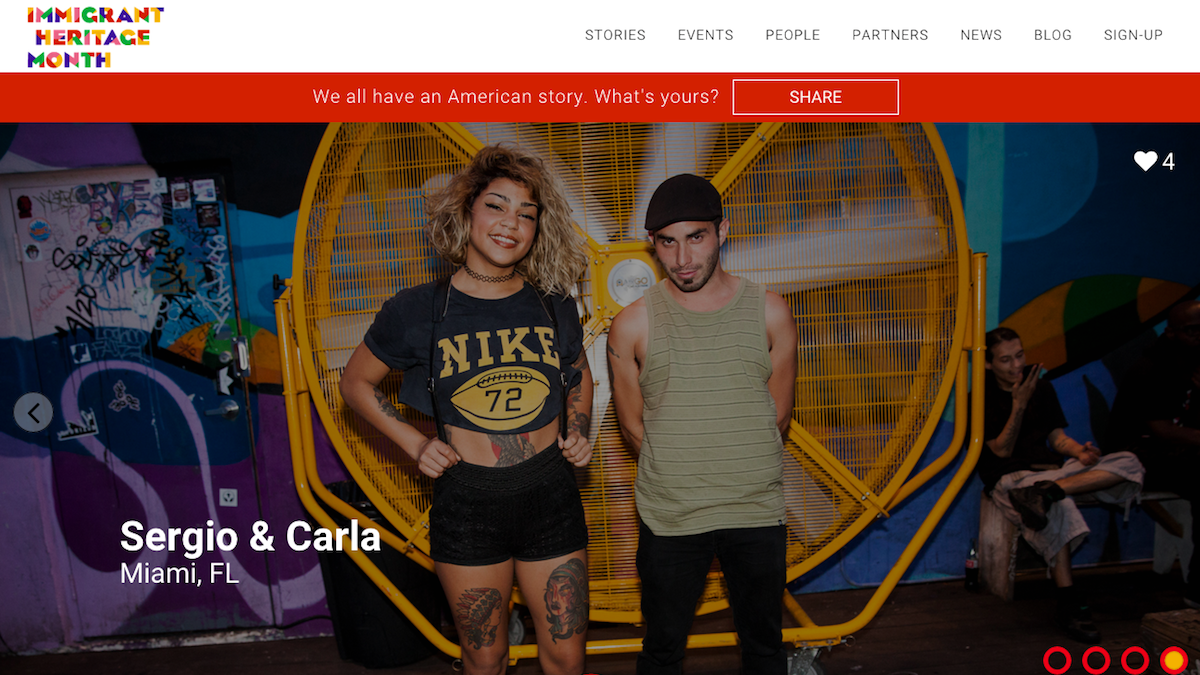 IMMIGRANT
HERITAGE
MONTH
STORIES EVENTS PEOPLE PARTNERS NEWS BLOG SIGN-UP
We all have an American story. What's yours? SHARE
4
NIKE
72
Sergio & Carla
Miami, FL